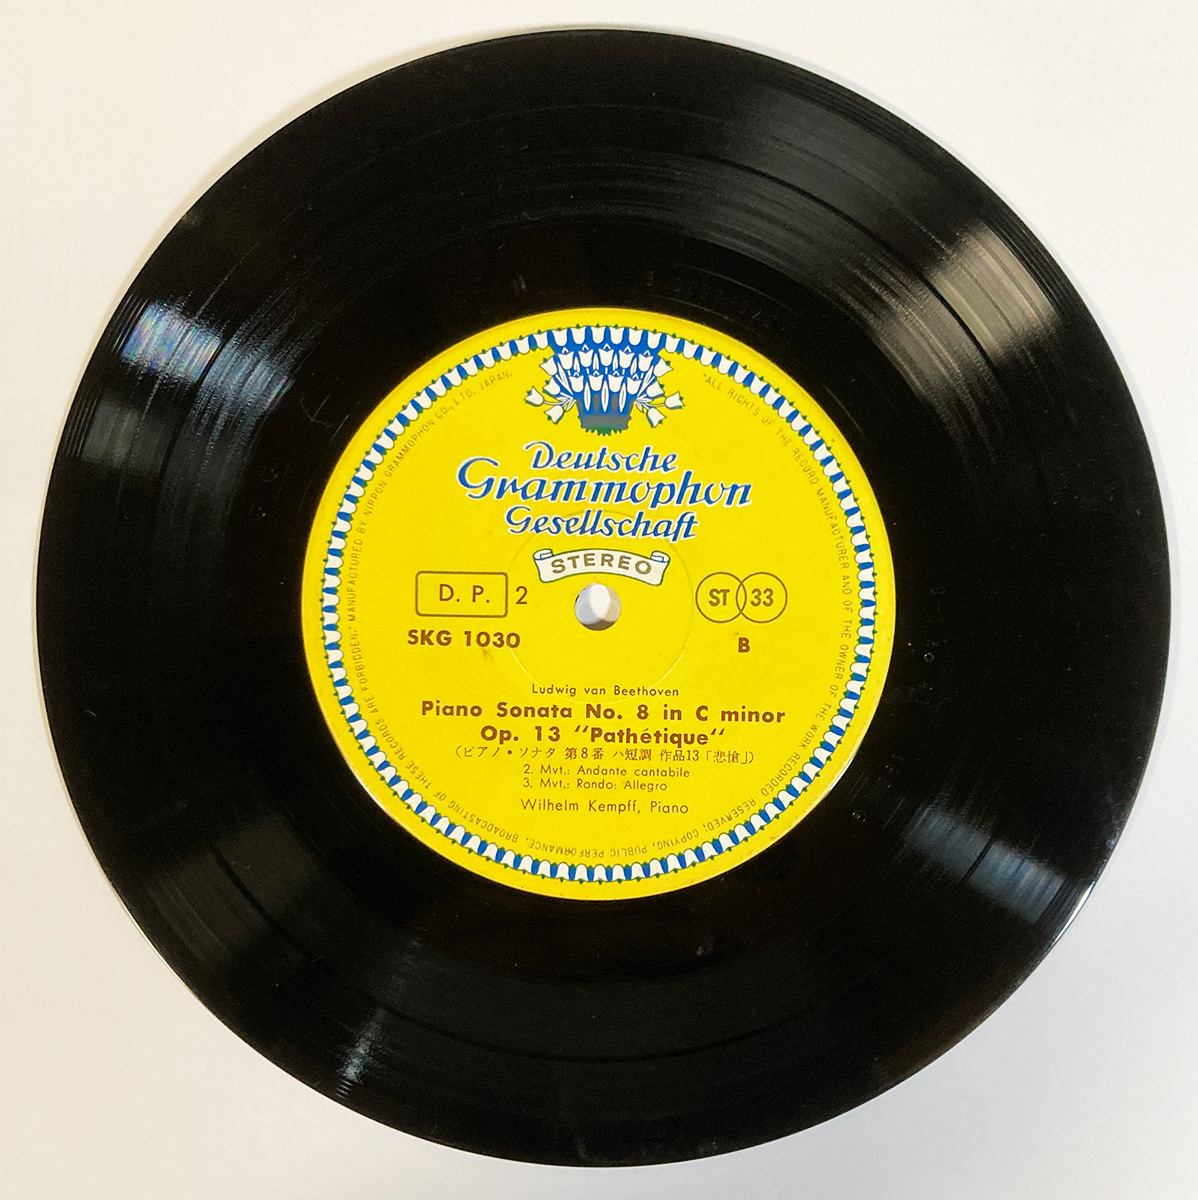 Deutsche
Grammophon
Gesellschaft
STEREO
D. P. 2
ST 33
SKG 1030
B
Ludwig van Beethoven
Piano Sonata No. 8 in C minor
Op. 13 “Pathétique“
(ピアノ・ソナタ 第8番 ハ短調 作品13「悲愴」)
2. Mvt.: Andante cantabile
3. Mvt.: Rondo: Allegro
Wilhelm Kempff, Piano
"ALL RIGHTS OF THE RECORD MANUFACTURER AND OF THE OWNER OF THE WORK RECORDED RESERVED; COPYING, PUBLIC PERFORMANCE, BROADCASTING OF THESE RECORDS ARE FORBIDDEN." MANUFACTURED BY NIPPON GRAMMOPHON CO., LTD. JAPAN.